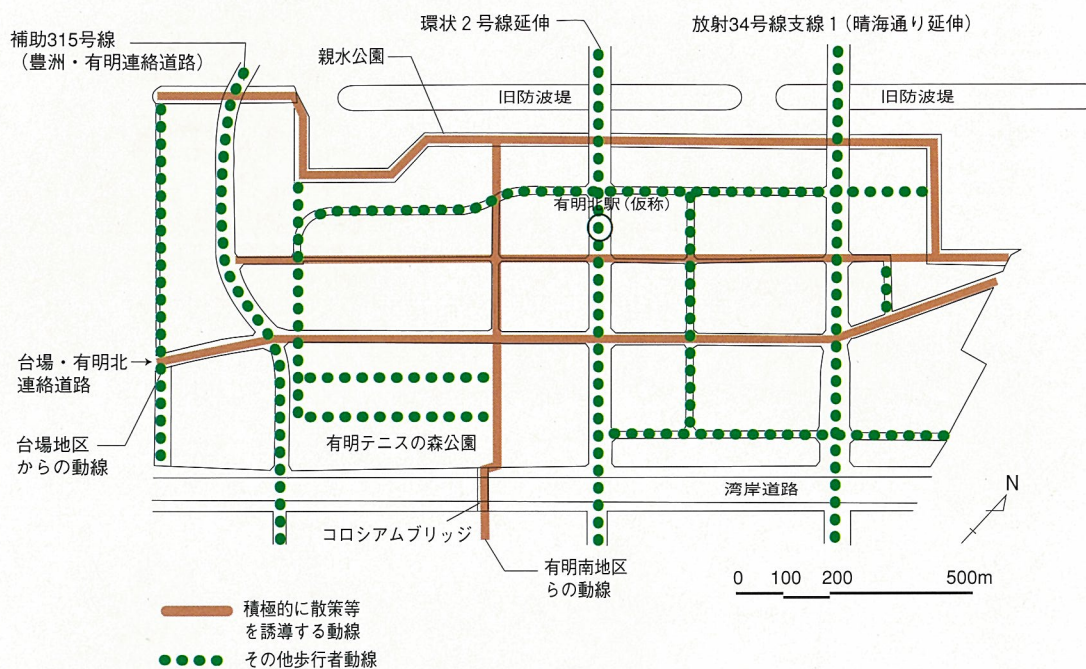 環状２号線延伸
放射34号線支線１（晴海通り延伸）
補助315号線
（豊洲・有明連絡道路）
親水公園
旧防波堤
旧防波堤
有明北駅（仮称）
台場・有明北
連絡道路
台場地区
からの動線
有明テニスの森公園
湾岸道路
N
コロシアムブリッジ
有明南地区
らの動線
0 100 200 500m
積極的に散策等
を誘導する動線
その他歩行者動線